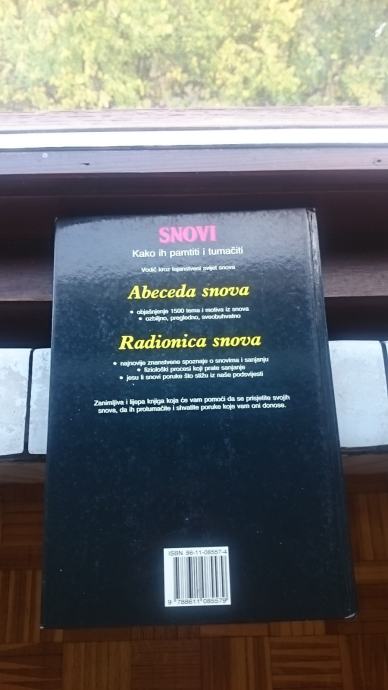 SNOVI
Kako ih pamtiti i tumačiti
Vodič kroz tajanstveni svijet snova
Abeceda snova
• objašnjenje 1500 tema i motiva iz snova
• ozbiljno, pregledno, sveobuhvatno
Radionica snova
• najnovije znanstvene spoznaje o snovima i sanjanju
• fiziološki procesi koji prate sanjanje
• jesu li snovi poruke što stižu iz naše podsvijesti
Zanimljiva i lijepa knjiga koja će vam pomoći da se prisjetite svojih
snova, da ih protumačite i shvatite poruke koje vam oni donose.
ISBN 86-11-08557-4
9 788611 085579